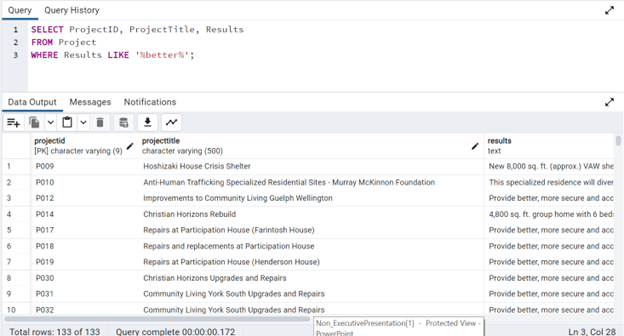 Query Query History
1 SELECT ProjectID, ProjectTitle, Results
2 FROM Project
3 WHERE Results LIKE '%better%';
Data Output Messages Notifications
projectid projecttitle results
[PK] character varying (9) character varying (500) text
1 P009 Hoshizaki House Crisis Shelter New 8,000 sq. ft. (approx.) VAW she
2 P010 Anti-Human Trafficking Specialized Residential Sites - Murray McKinnon Foundation This specialized residence will diver
3 P012 Improvements to Community Living Guelph Wellington Provide better, more secure and acc
4 P014 Christian Horizons Rebuild 4,800 sq. ft. group home with 6 beds
5 P017 Repairs at Participation House (Farintosh House) Provide better, more secure and acc
6 P018 Repairs and replacements at Participation House Provide better, more secure and acc
7 P019 Repairs at Participation House (Henderson House) Provide better, more secure and acc
8 P030 Christian Horizons Upgrades and Repairs Provide better, more secure and acc
9 P031 Community Living York South Upgrades and Repairs Provide better, more secure and acc
10 P032 Community Living York South Upgrades and Repairs Provide better, more secure and acc
Total rows: 133 of 133 Query complete 00:00:00.172 Ln 3, Col 28
Non_ExecutivePresentation[1] - Protected View -
PowerPoint